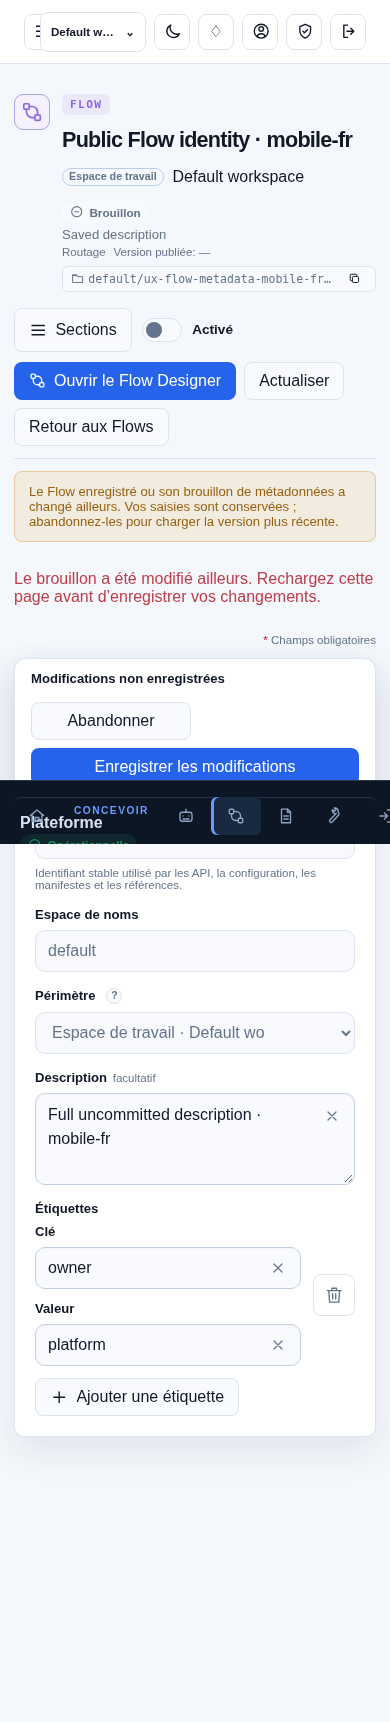 Default w… ⌄
FLOW
Public Flow identity · mobile-fr
Espace de travail Default workspace
Brouillon
Saved description
Routage Version publiée: —
default/ux-flow-metadata-mobile-fr…
Sections
Activé
Ouvrir le Flow Designer
Actualiser
Retour aux Flows
Le Flow enregistré ou son brouillon de métadonnées a
changé ailleurs. Vos saisies sont conservées ;
abandonnez-les pour charger la version plus récente.
Le brouillon a été modifié ailleurs. Rechargez cette
page avant d’enregistrer vos changements.
* Champs obligatoires
Modifications non enregistrées
Abandonner
Enregistrer les modifications
CONCEVOIR
Plateforme
Opérationnelle
Identifiant stable utilisé par les API, la configuration, les
manifestes et les références.
Espace de noms
default
Périmètre ?
Espace de travail · Default wo
Description facultatif
Full uncommitted description ·
mobile-fr
Étiquettes
Clé
owner
Valeur
platform
Ajouter une étiquette